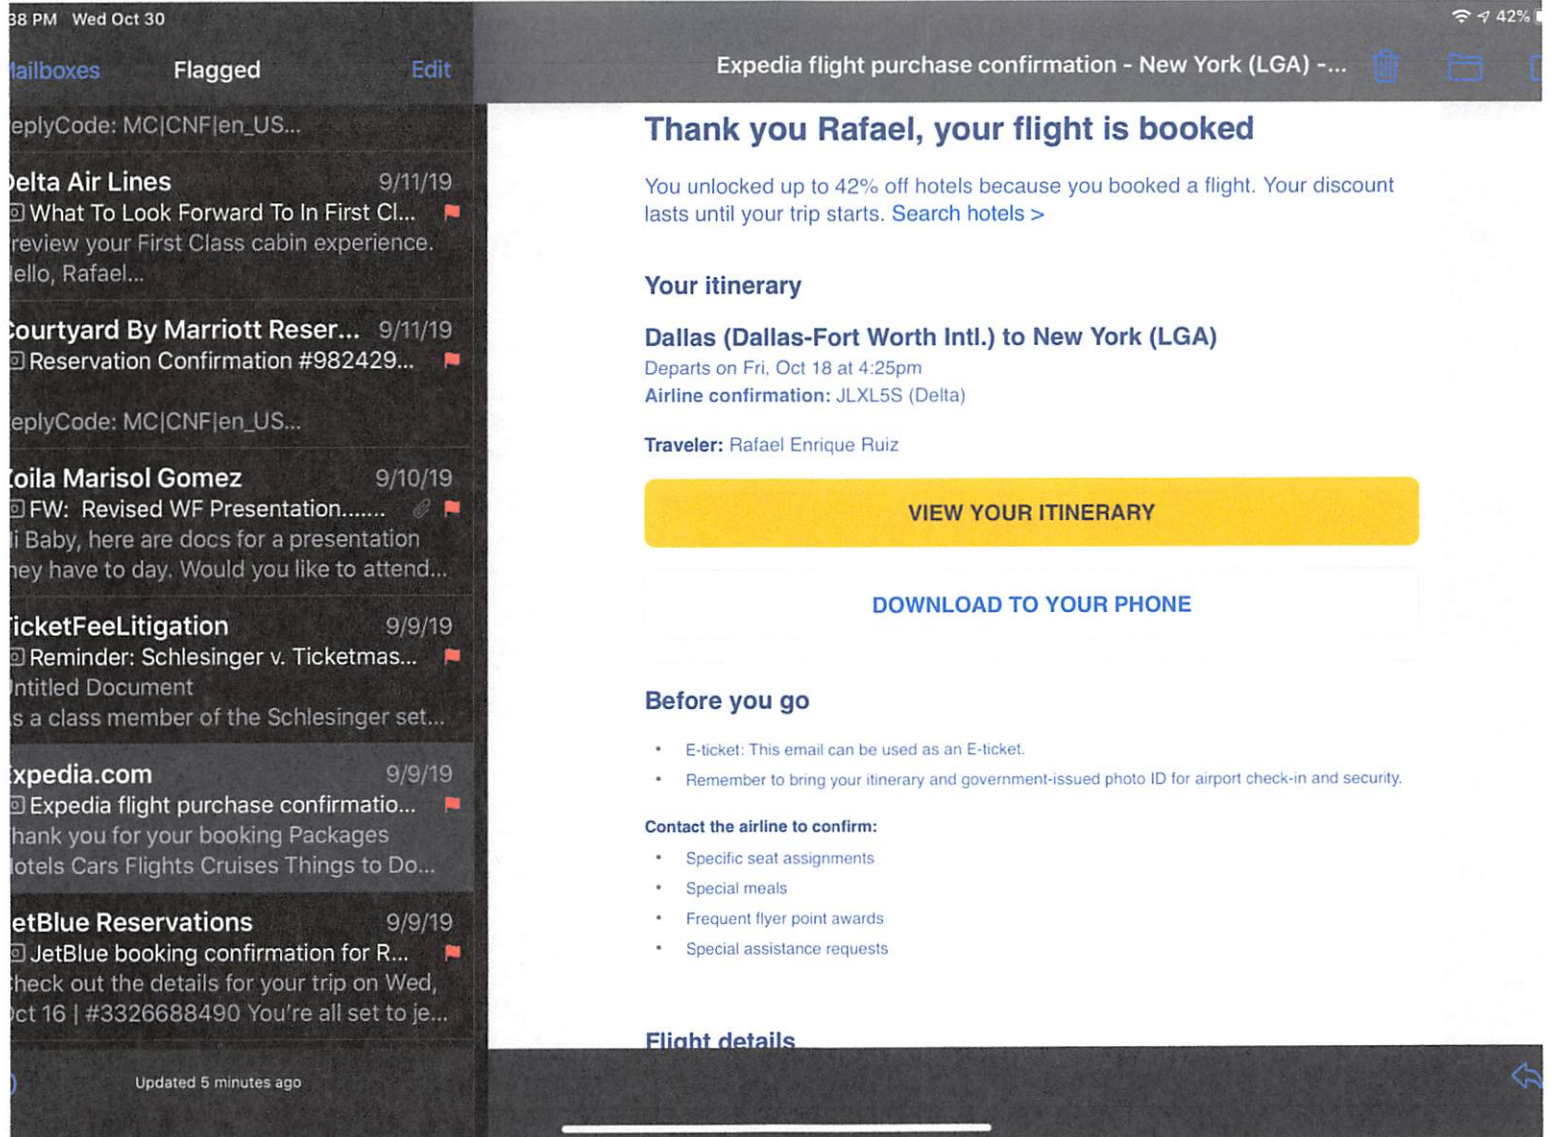 38 PM Wed Oct 30
42%
ailboxes Flagged Edit
eplyCode: MC|CNF|en_US...
elta Air Lines 9/11/19
What To Look Forward To In First Cl...
review your First Class cabin experience.
ello, Rafael...
ourtyard By Marriott Reser... 9/11/19
Reservation Confirmation #982429...
eplyCode: MC|CNF|en_US...
oila Marisol Gomez 9/10/19
FW: Revised WF Presentation.......
i Baby, here are docs for a presentation
hey have to day. Would you like to attend...
icketFeeLitigation 9/9/19
Reminder: Schlesinger v. Ticketmas...
ntitled Document
s a class member of the Schlesinger set...
xpedia.com 9/9/19
Expedia flight purchase confirmatio...
hank you for your booking Packages
otels Cars Flights Cruises Things to Do...
etBlue Reservations 9/9/19
JetBlue booking confirmation for R...
heck out the details for your trip on Wed,
ct 16 | #3326688490 You're all set to je...
Updated 5 minutes ago
Expedia flight purchase confirmation - New York (LGA) -...
Thank you Rafael, your flight is booked
You unlocked up to 42% off hotels because you booked a flight. Your discount
lasts until your trip starts. Search hotels >
Your itinerary
Dallas (Dallas-Fort Worth Intl.) to New York (LGA)
Departs on Fri, Oct 18 at 4:25pm
Airline confirmation: JLXL5S (Delta)
Traveler: Rafael Enrique Ruiz
VIEW YOUR ITINERARY
DOWNLOAD TO YOUR PHONE
Before you go
• E-ticket: This email can be used as an E-ticket.
• Remember to bring your itinerary and government-issued photo ID for airport check-in and security.
Contact the airline to confirm:
• Specific seat assignments
• Special meals
• Frequent flyer point awards
• Special assistance requests
Flight details